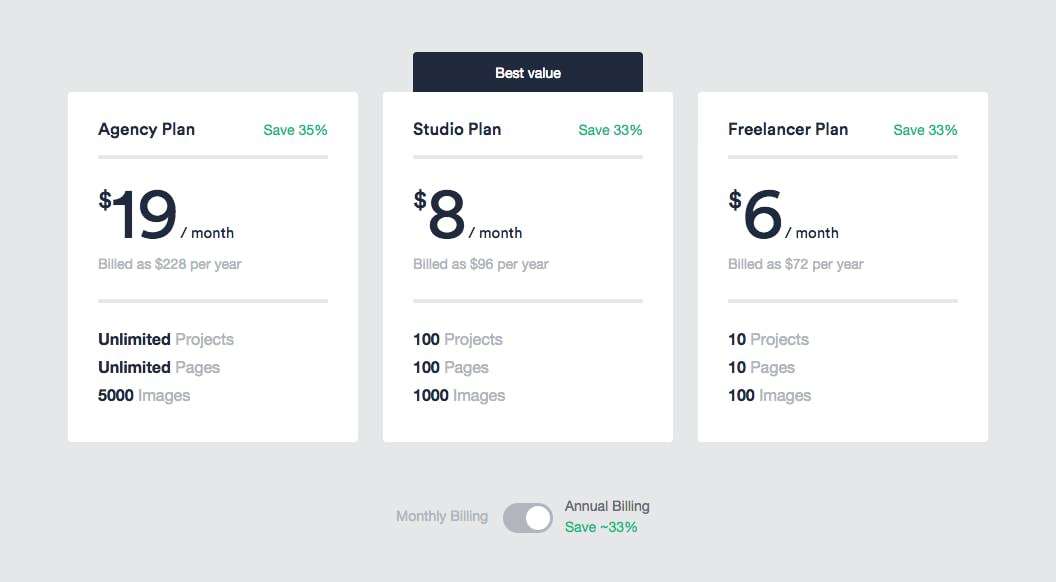 Best value
Agency Plan Save 35%
$19 / month
Billed as $228 per year
Unlimited Projects
Unlimited Pages
5000 Images
Studio Plan Save 33%
$8 / month
Billed as $96 per year
100 Projects
100 Pages
1000 Images
Freelancer Plan Save 33%
$6 / month
Billed as $72 per year
10 Projects
10 Pages
100 Images
Monthly Billing
Annual Billing
Save ~33%